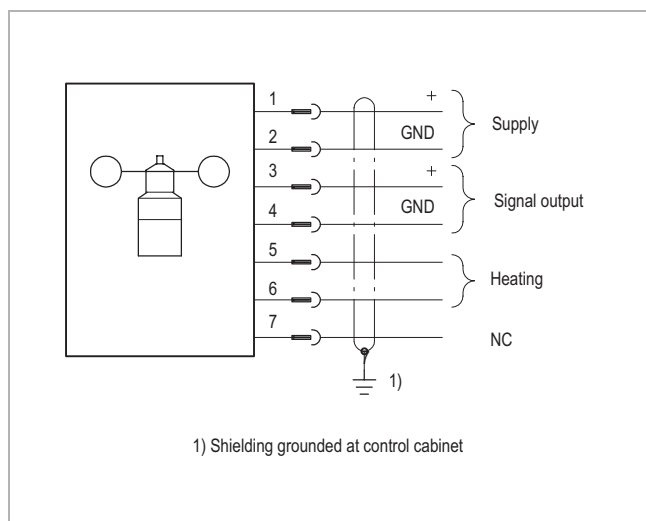 1 +
Supply
2 GND
3 +
Signal output
4 GND
5
Heating
6
7 NC
1)
1) Shielding grounded at control cabinet